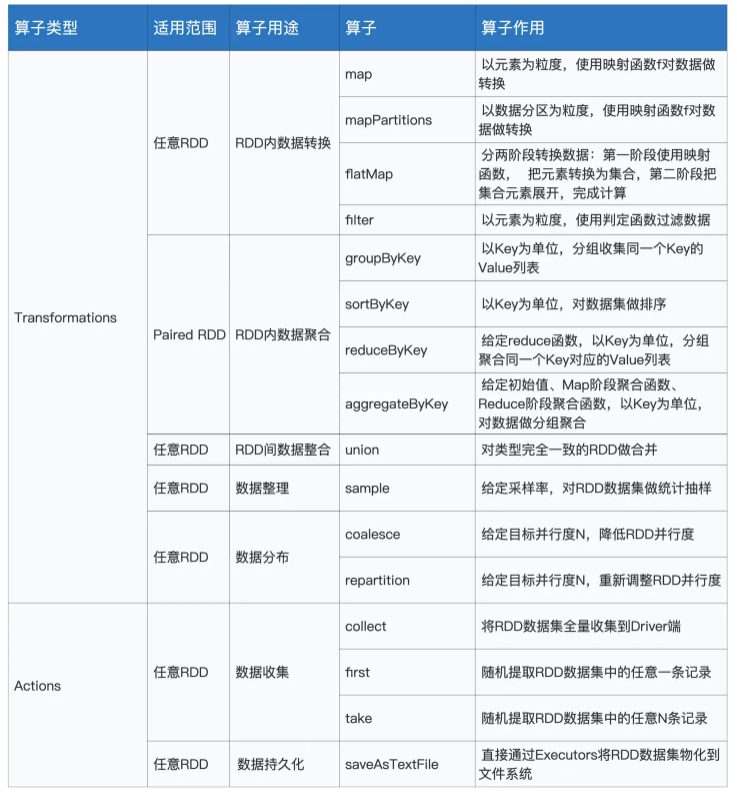 算子类型 适用范围 算子用途 算子 算子作用
Transformations
任意RDD
RDD内数据转换
map
以元素为粒度，使用映射函数f对数据做
转换
mapPartitions
以数据分区为粒度，使用映射函数f对数
据做转换
flatMap
分两阶段转换数据：第一阶段使用映射
函数， 把元素转换为集合，第二阶段把
集合元素展开，完成计算
filter
以元素为粒度，使用判定函数过滤数据
Paired RDD
RDD内数据聚合
groupByKey
以Key为单位，分组收集同一个Key的
Value列表
sortByKey
以Key为单位，对数据集做排序
reduceByKey
给定reduce函数，以Key为单位，分组
聚合同一个Key对应的Value列表
aggregateByKey
给定初始值、Map阶段聚合函数、
Reduce阶段聚合函数，以Key为单位，
对数据做分组聚合
任意RDD
RDD间数据整合
union
对类型完全一致的RDD做合并
任意RDD
数据整理
sample
给定采样率，对RDD数据集做统计抽样
任意RDD
数据分布
coalesce
给定目标并行度N，降低RDD并行度
repartition
给定目标并行度N，重新调整RDD并行度
Actions
任意RDD
数据收集
collect
将RDD数据集全量收集到Driver端
first
随机提取RDD数据集中的任意一条记录
take
随机提取RDD数据集中的任意N条记录
任意RDD
数据持久化
saveAsTextFile
直接通过Executors将RDD数据集物化到
文件系统